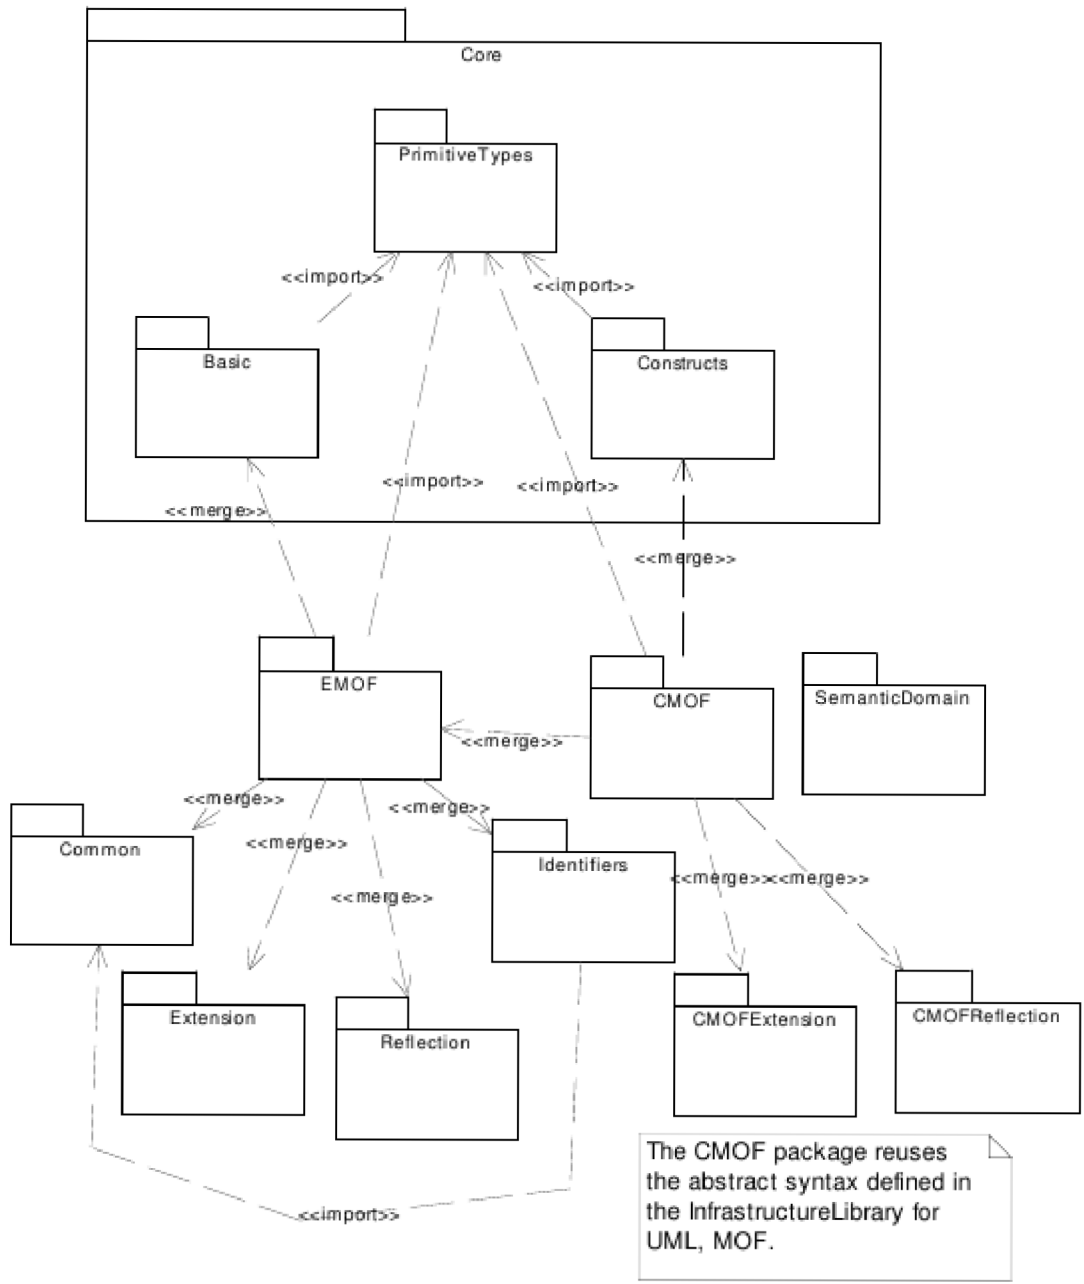 Core
PrimitiveTypes
<<import>>
<<import>>
Basic
Constructs
<<import>>
<<import>>
<<merge>>
<<merge>>
EMOF
CMOF
SemanticDomain
<<merge>>
<<merge>>
<<merge>>
<<merge>>
Common
Identifiers
<<merge>>
<<merge>>
<<merge>>
Extension
Reflection
CMOFExtension
CMOFReflection
The CMOF package reuses
the abstract syntax defined in
the InfrastructureLibrary for
UML, MOF.
<<import>>